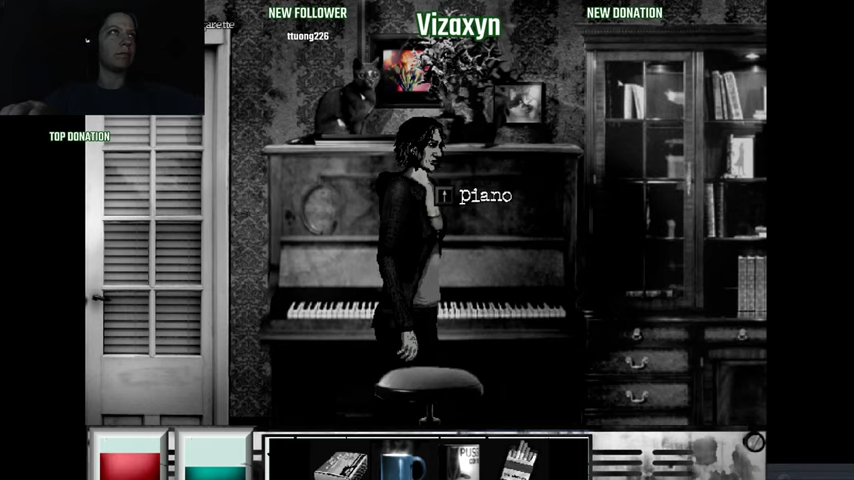 NEW FOLLOWER
ttuong226
Vizaxyn
NEW DONATION
TOP DONATION
piano